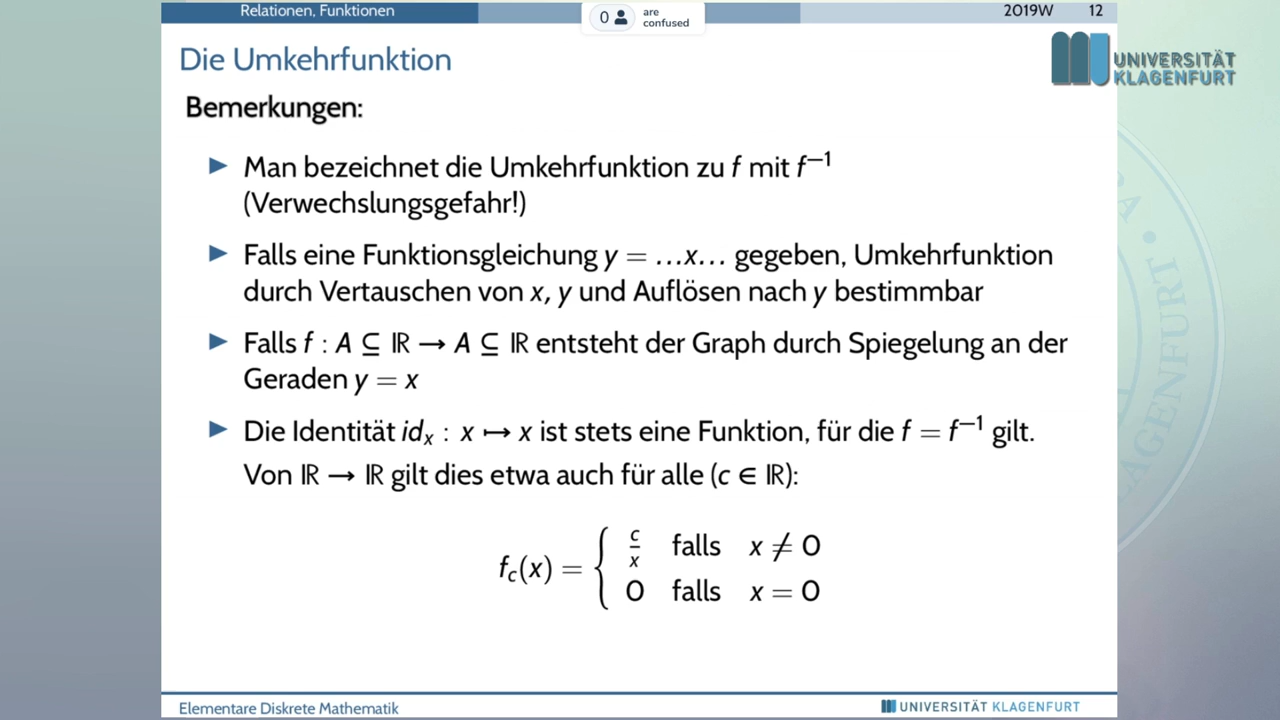 Relationen, Funktionen
2019W 12
0 are confused
Die Umkehrfunktion
UNIVERSITÄT
KLAGENFURT
Bemerkungen:
Man bezeichnet die Umkehrfunktion zu f mit f⁻¹
(Verwechslungsgefahr!)
Falls eine Funktionsgleichung y = …x… gegeben, Umkehrfunktion
durch Vertauschen von x, y und Auflösen nach y bestimmbar
Falls f : A ⊆ ℝ → A ⊆ ℝ entsteht der Graph durch Spiegelung an der
Geraden y = x
Die Identität idₓ : x ↦ x ist stets eine Funktion, für die f = f⁻¹ gilt.
Von ℝ → ℝ gilt dies etwa auch für alle (c ∈ ℝ):
f_c(x) = { c/x falls x ≠ 0
0 falls x = 0
Elementare Diskrete Mathematik
UNIVERSITÄT KLAGENFURT